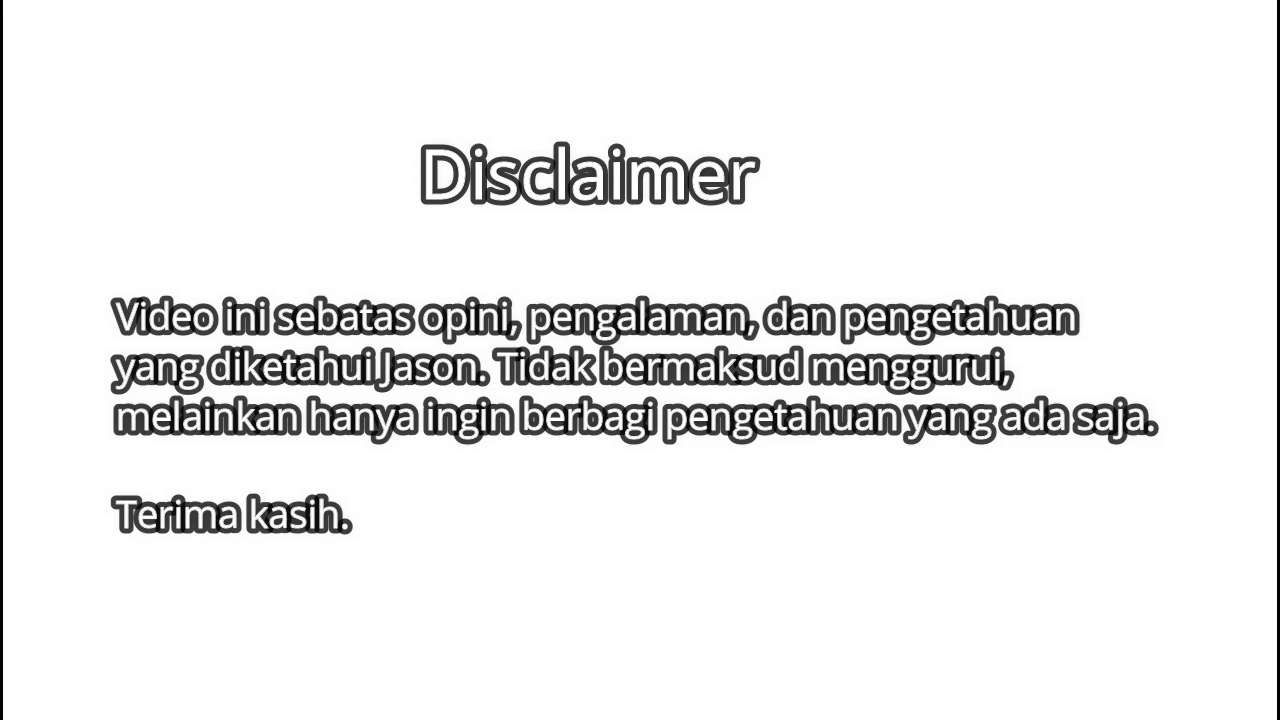 Disclaimer
Video ini sebatas opini, pengalaman, dan pengetahuan
yang diketahui Jason. Tidak bermaksud menggurui,
melainkan hanya ingin berbagi pengetahuan yang ada saja.
Terima kasih.